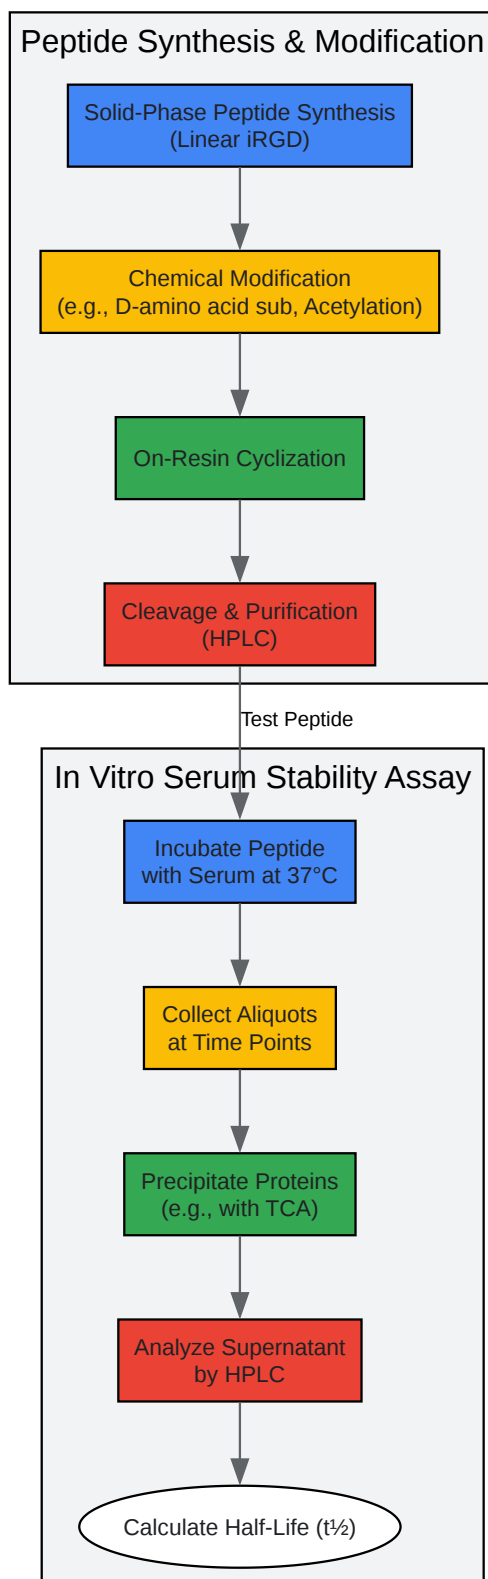 Peptide Synthesis & Modification
Solid-Phase Peptide Synthesis
(Linear iRGD)
Chemical Modification
(e.g., D-amino acid sub, Acetylation)
On-Resin Cyclization
Cleavage & Purification
(HPLC)
Test Peptide
In Vitro Serum Stability Assay
Incubate Peptide
with Serum at 37°C
Collect Aliquots
at Time Points
Precipitate Proteins
(e.g., with TCA)
Analyze Supernatant
by HPLC
Calculate Half-Life (t½)